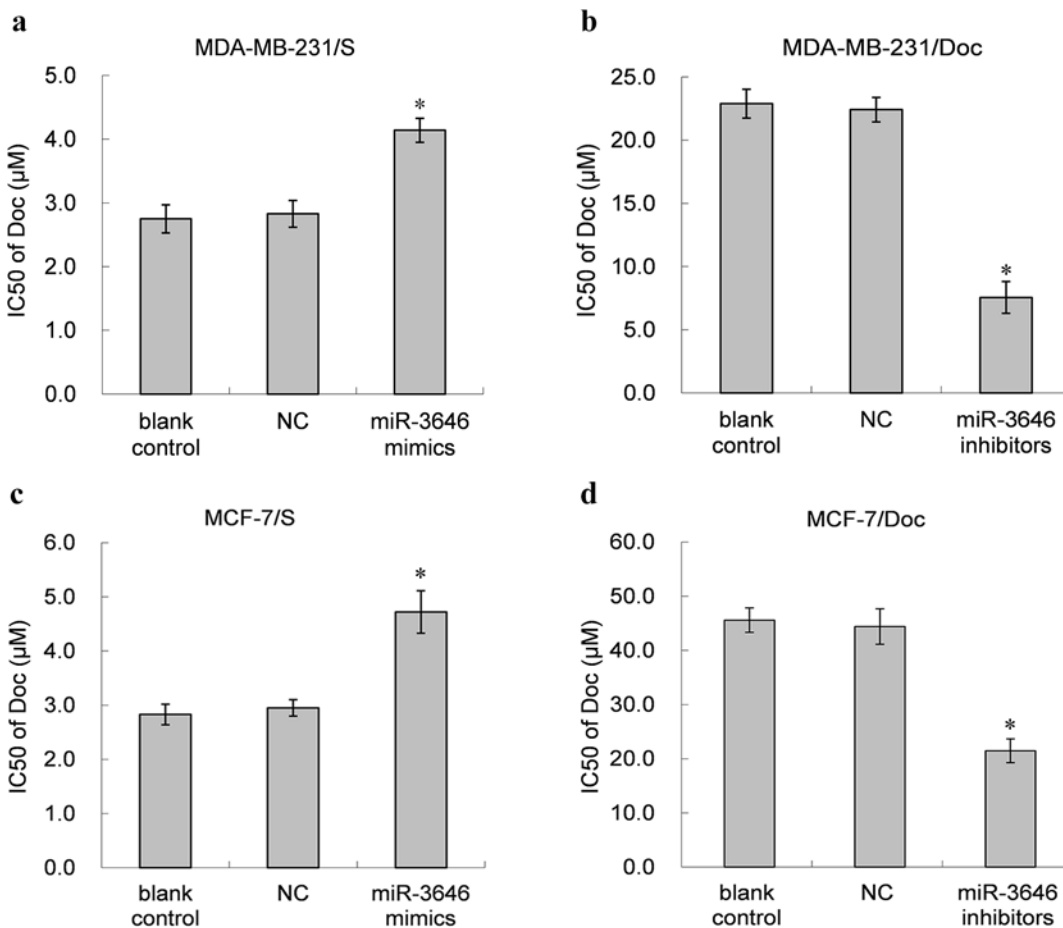 a
MDA-MB-231/S
IC50 of Doc (µM)
5.0
4.0
3.0
2.0
1.0
0.0
*
blank
control
NC
miR-3646
mimics
b
MDA-MB-231/Doc
IC50 of Doc (µM)
25.0
20.0
15.0
10.0
5.0
0.0
*
blank
control
NC
miR-3646
inhibitors
c
MCF-7/S
IC50 of Doc (µM)
6.0
5.0
4.0
3.0
2.0
1.0
0.0
*
blank
control
NC
miR-3646
mimics
d
MCF-7/Doc
IC50 of Doc (µM)
60.0
50.0
40.0
30.0
20.0
10.0
0.0
*
blank
control
NC
miR-3646
inhibitors